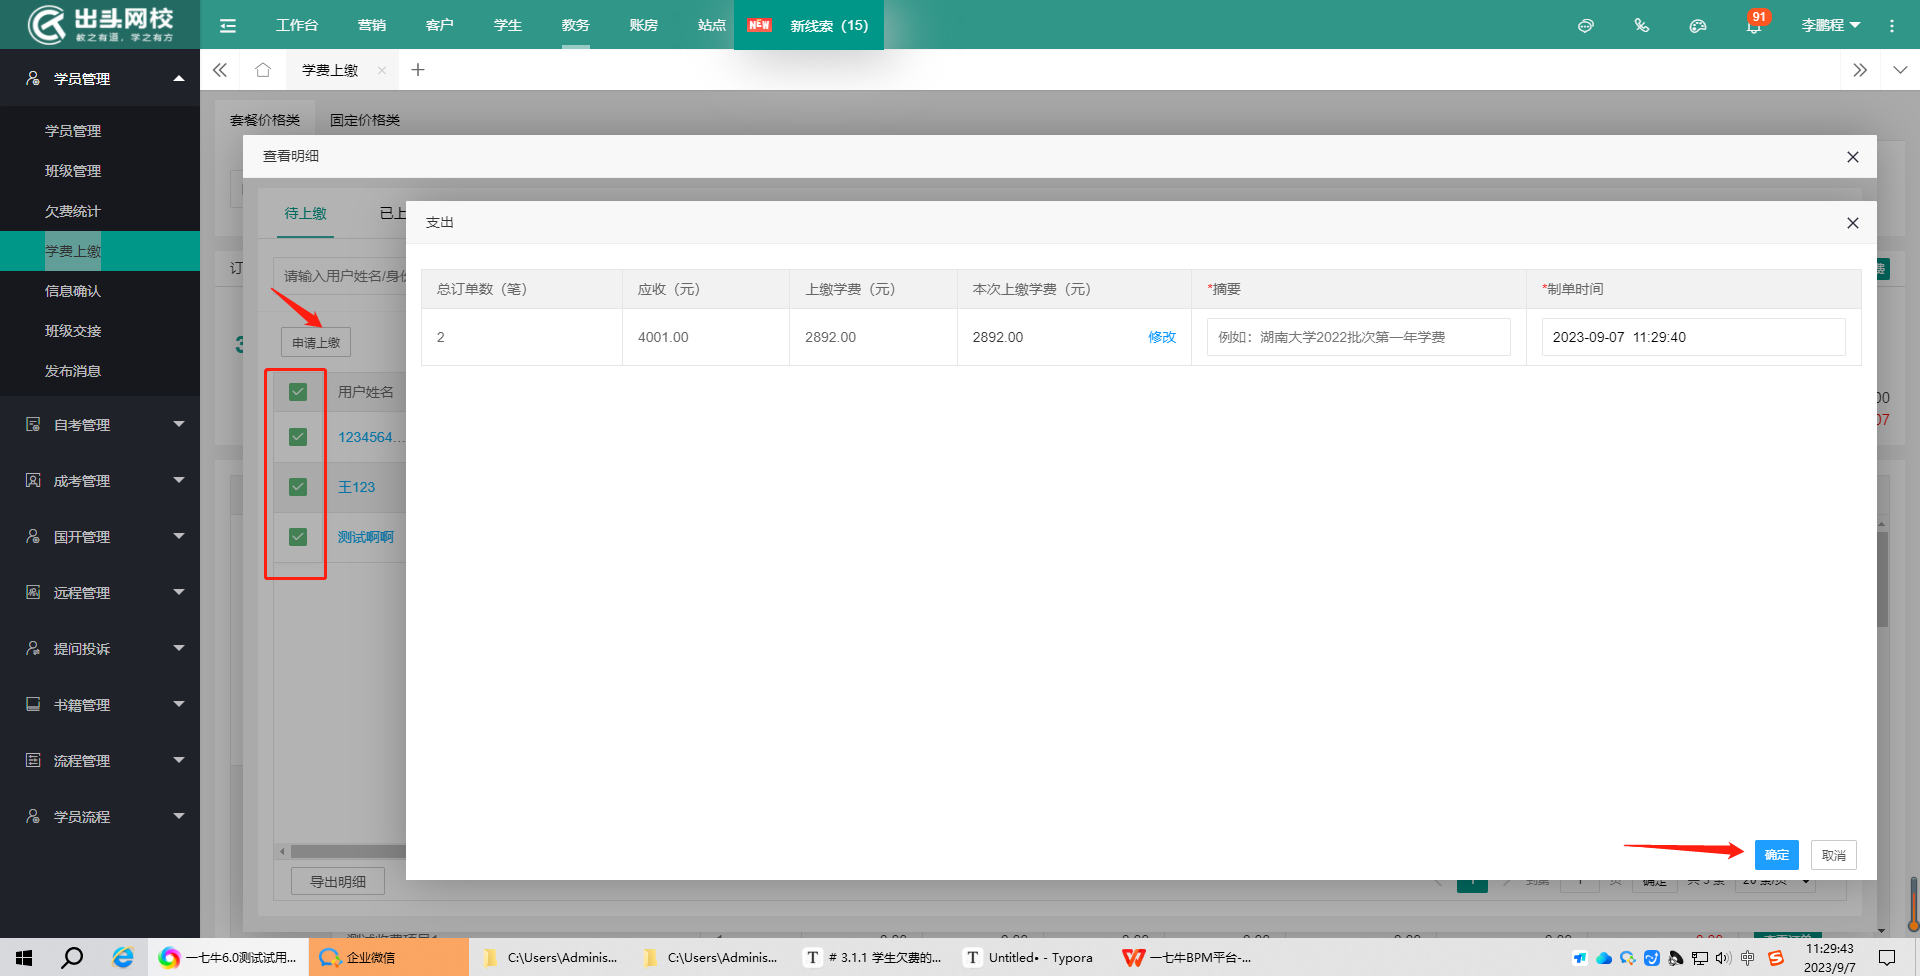 出头网校
教之有道，学之有方
工作台
营销
客户
学生
教务
账房
站点
NEW 新线索（15）
91
李鹏程
学员管理
学员管理
班级管理
欠费统计
学费上缴
信息确认
班级交接
发布消息
自考管理
成考管理
国开管理
远程管理
提问投诉
书籍管理
流程管理
学员流程
学费上缴
套餐价格类
固定价格类
查看明细
待上缴
已上
请输入用户姓名/身份
申请上缴
用户姓名
1234564...
王123
测试啊啊
导出明细
支出
总订单数（笔）
应收（元）
上缴学费（元）
本次上缴学费（元）
*摘要
*制单时间
2
4001.00
2892.00
2892.00
修改
例如：湖南大学2022批次第一年学费
2023-09-07 11:29:40
确定
取消
订
3
费
00
07
一七牛6.0测试试用...
企业微信
C:\Users\Adminis...
C:\Users\Adminis...
# 3.1.1 学生欠费的...
Untitled• - Typora
一七牛BPM平台-...
中
11:29:43
2023/9/7